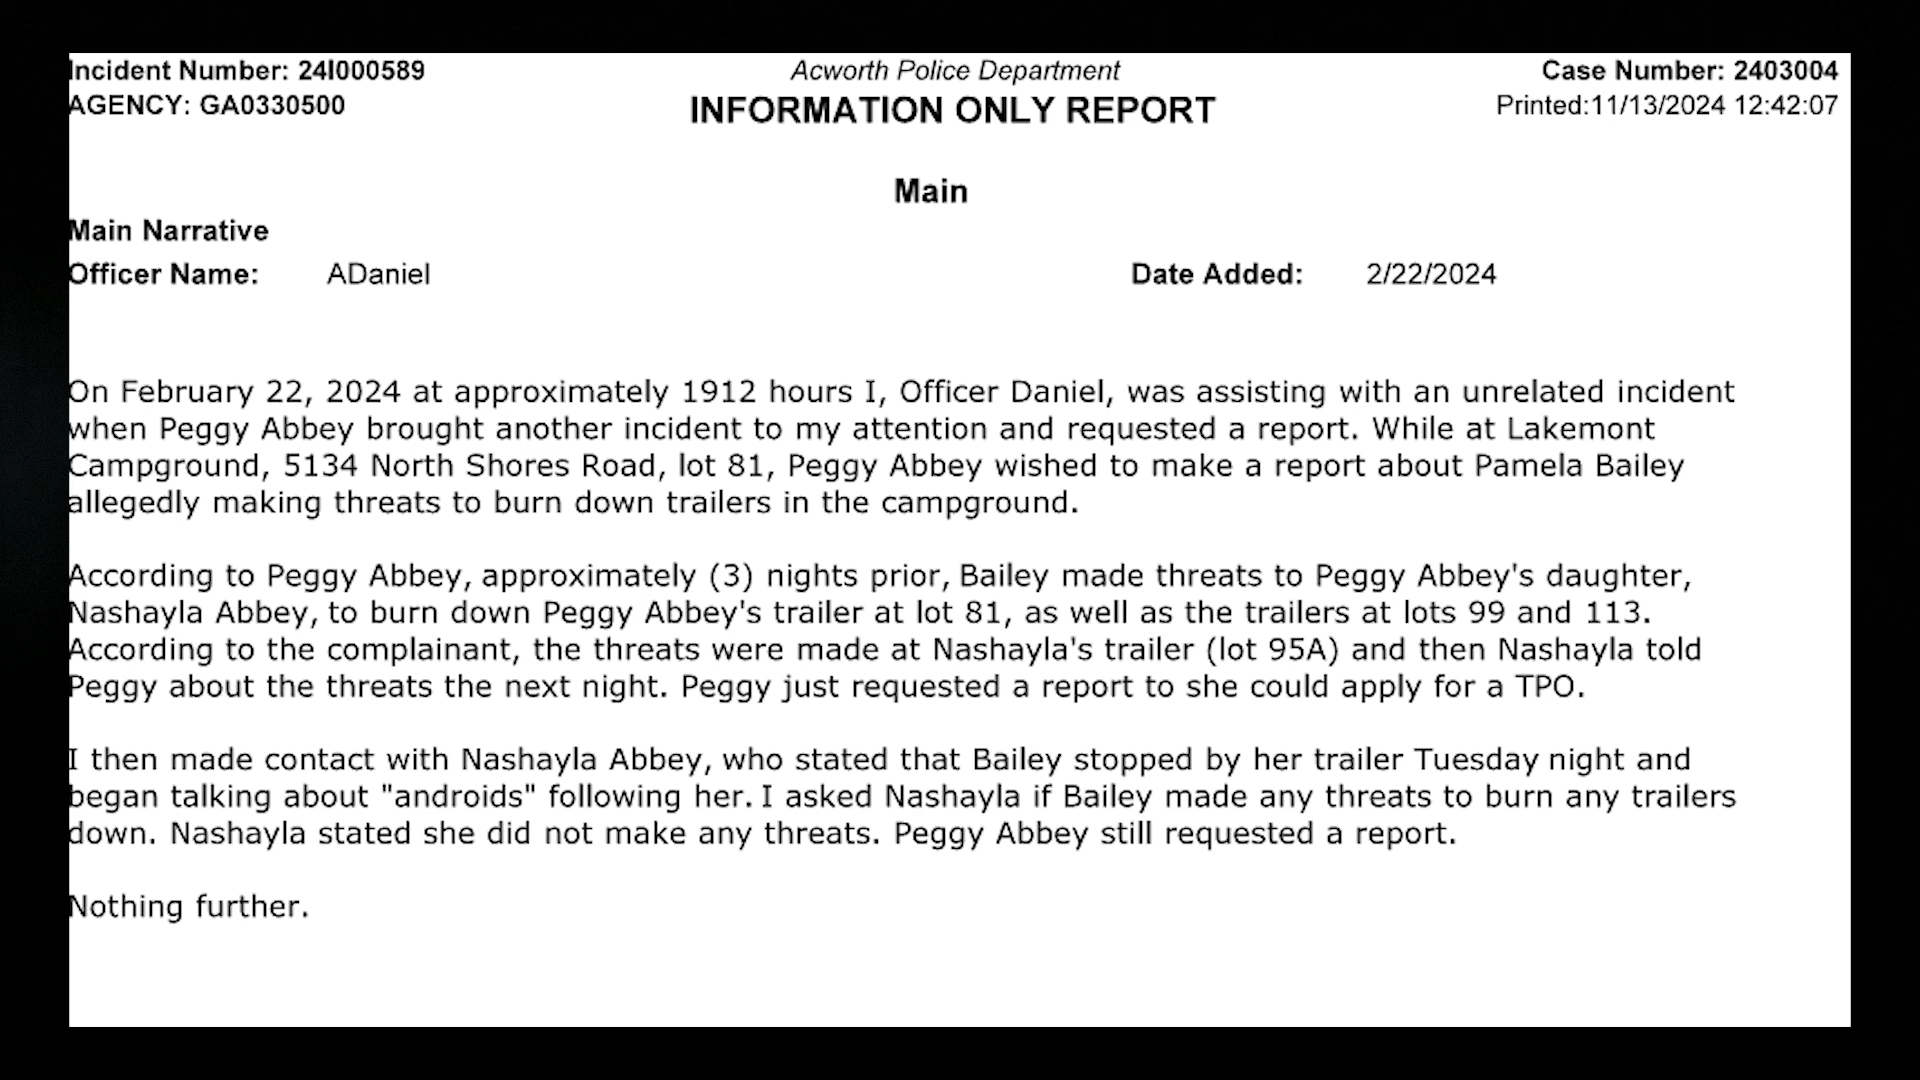 Incident Number: 24I000589
Acworth Police Department
Case Number: 2403004
AGENCY: GA0330500
INFORMATION ONLY REPORT
Printed:11/13/2024 12:42:07
Main
Main Narrative
Officer Name: ADaniel
Date Added: 2/22/2024
On February 22, 2024 at approximately 1912 hours I, Officer Daniel, was assisting with an unrelated incident
when Peggy Abbey brought another incident to my attention and requested a report. While at Lakemont
Campground, 5134 North Shores Road, lot 81, Peggy Abbey wished to make a report about Pamela Bailey
allegedly making threats to burn down trailers in the campground.
According to Peggy Abbey, approximately (3) nights prior, Bailey made threats to Peggy Abbey's daughter,
Nashayla Abbey, to burn down Peggy Abbey's trailer at lot 81, as well as the trailers at lots 99 and 113.
According to the complainant, the threats were made at Nashayla's trailer (lot 95A) and then Nashayla told
Peggy about the threats the next night. Peggy just requested a report to she could apply for a TPO.
I then made contact with Nashayla Abbey, who stated that Bailey stopped by her trailer Tuesday night and
began talking about "androids" following her. I asked Nashayla if Bailey made any threats to burn any trailers
down. Nashayla stated she did not make any threats. Peggy Abbey still requested a report.
Nothing further.